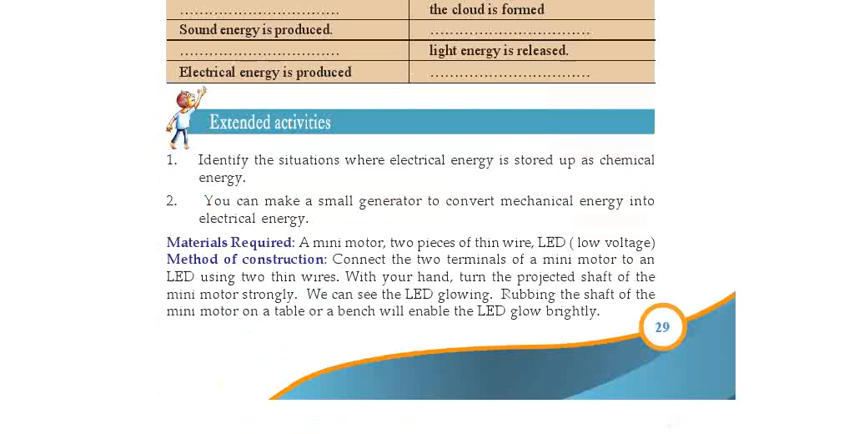 ................................ the cloud is formed
Sound energy is produced. ................................
................................ light energy is released.
Electrical energy is produced ................................
Extended activities
1. Identify the situations where electrical energy is stored up as chemical
energy.
2. You can make a small generator to convert mechanical energy into
electrical energy.
Materials Required: A mini motor, two pieces of thin wire, LED ( low voltage)
Method of construction: Connect the two terminals of a mini motor to an
LED using two thin wires. With your hand, turn the projected shaft of the
mini motor strongly. We can see the LED glowing. Rubbing the shaft of the
mini motor on a table or a bench will enable the LED glow brightly.
29